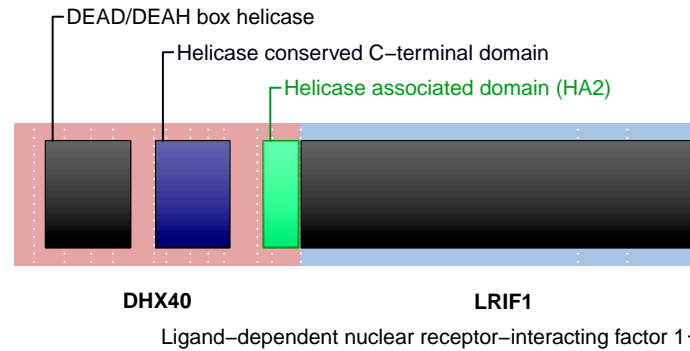 DEAD/DEAH box helicase
Helicase conserved C−terminal domain
Helicase associated domain (HA2)
DHX40 LRIF1
Ligand−dependent nuclear receptor−interacting factor 1